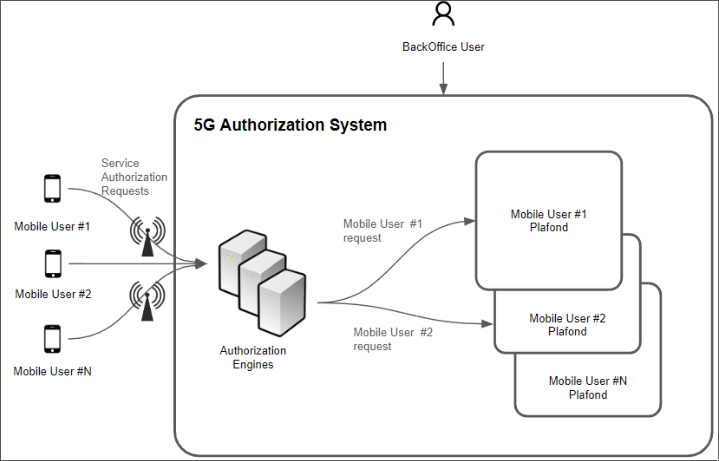 BackOffice User
5G Authorization System
Service
Authorization
Requests
Mobile User #1
Mobile User #2
Mobile User #N
Authorization
Engines
Mobile User  #1
request
Mobile User  #2
request
Mobile User #1
Plafond
Mobile User #2
Plafond
Mobile User #N
Plafond